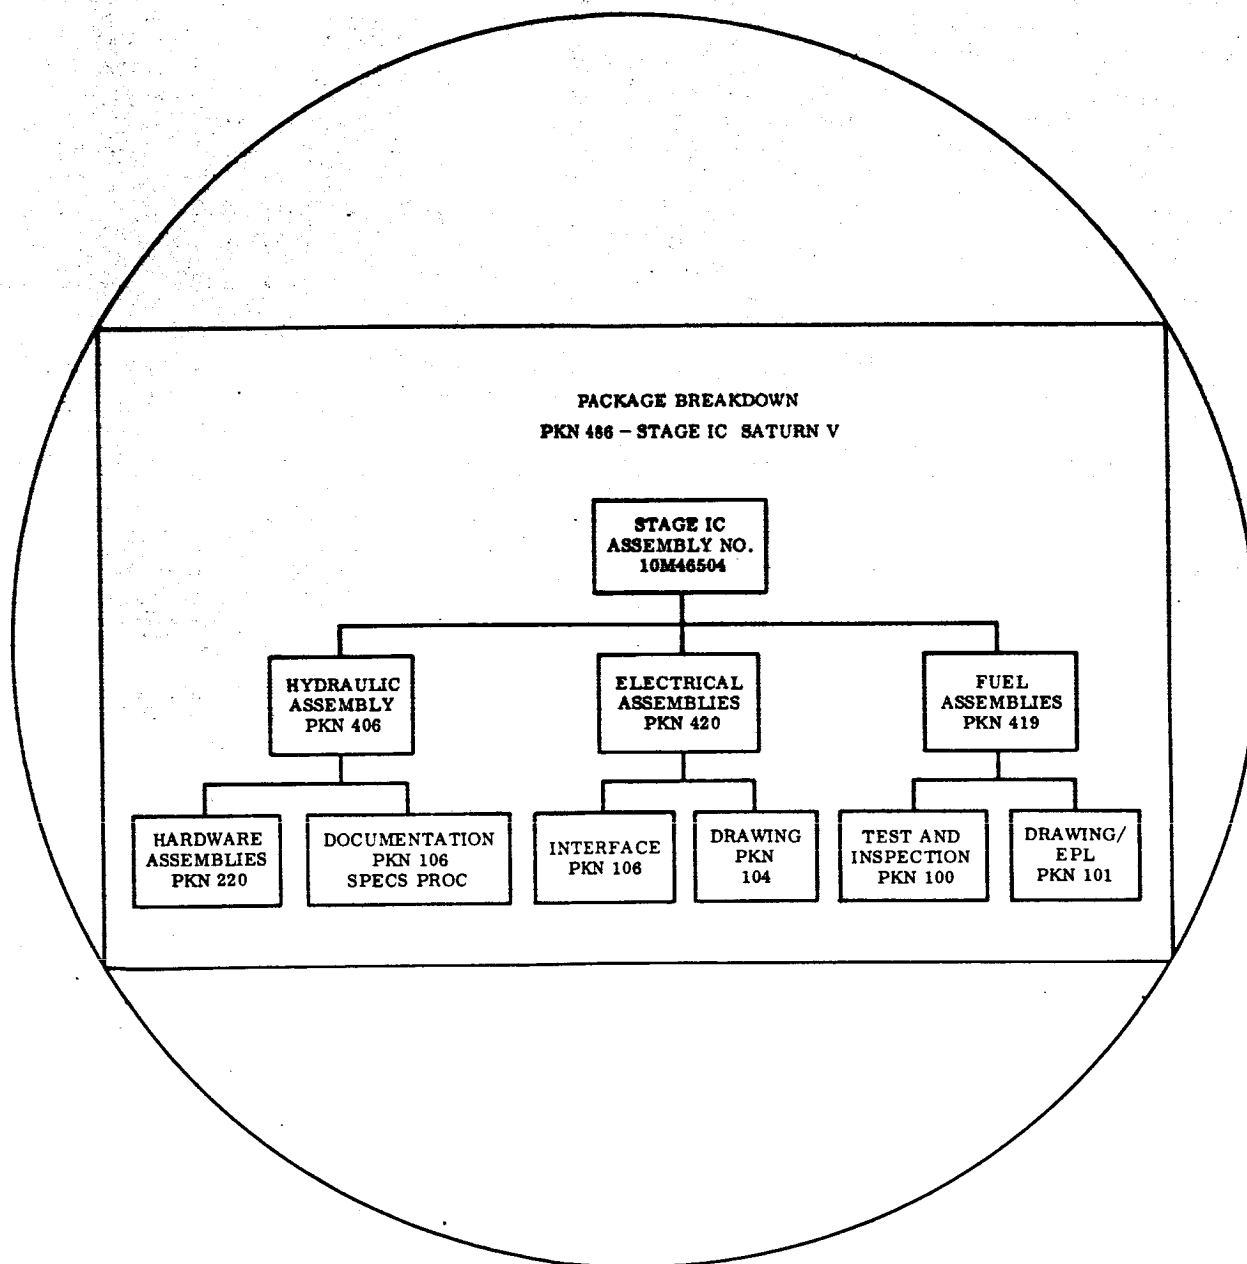 PACKAGE BREAKDOWN
PKN 486 – STAGE IC SATURN V
STAGE IC
ASSEMBLY NO.
10M46504
HYDRAULIC
ASSEMBLY
PKN 406
ELECTRICAL
ASSEMBLIES
PKN 420
FUEL
ASSEMBLIES
PKN 419
HARDWARE
ASSEMBLIES
PKN 220
DOCUMENTATION
PKN 106
SPECS PROC
INTERFACE
PKN 106
DRAWING
PKN
104
TEST AND
INSPECTION
PKN 100
DRAWING/
EPL
PKN 101